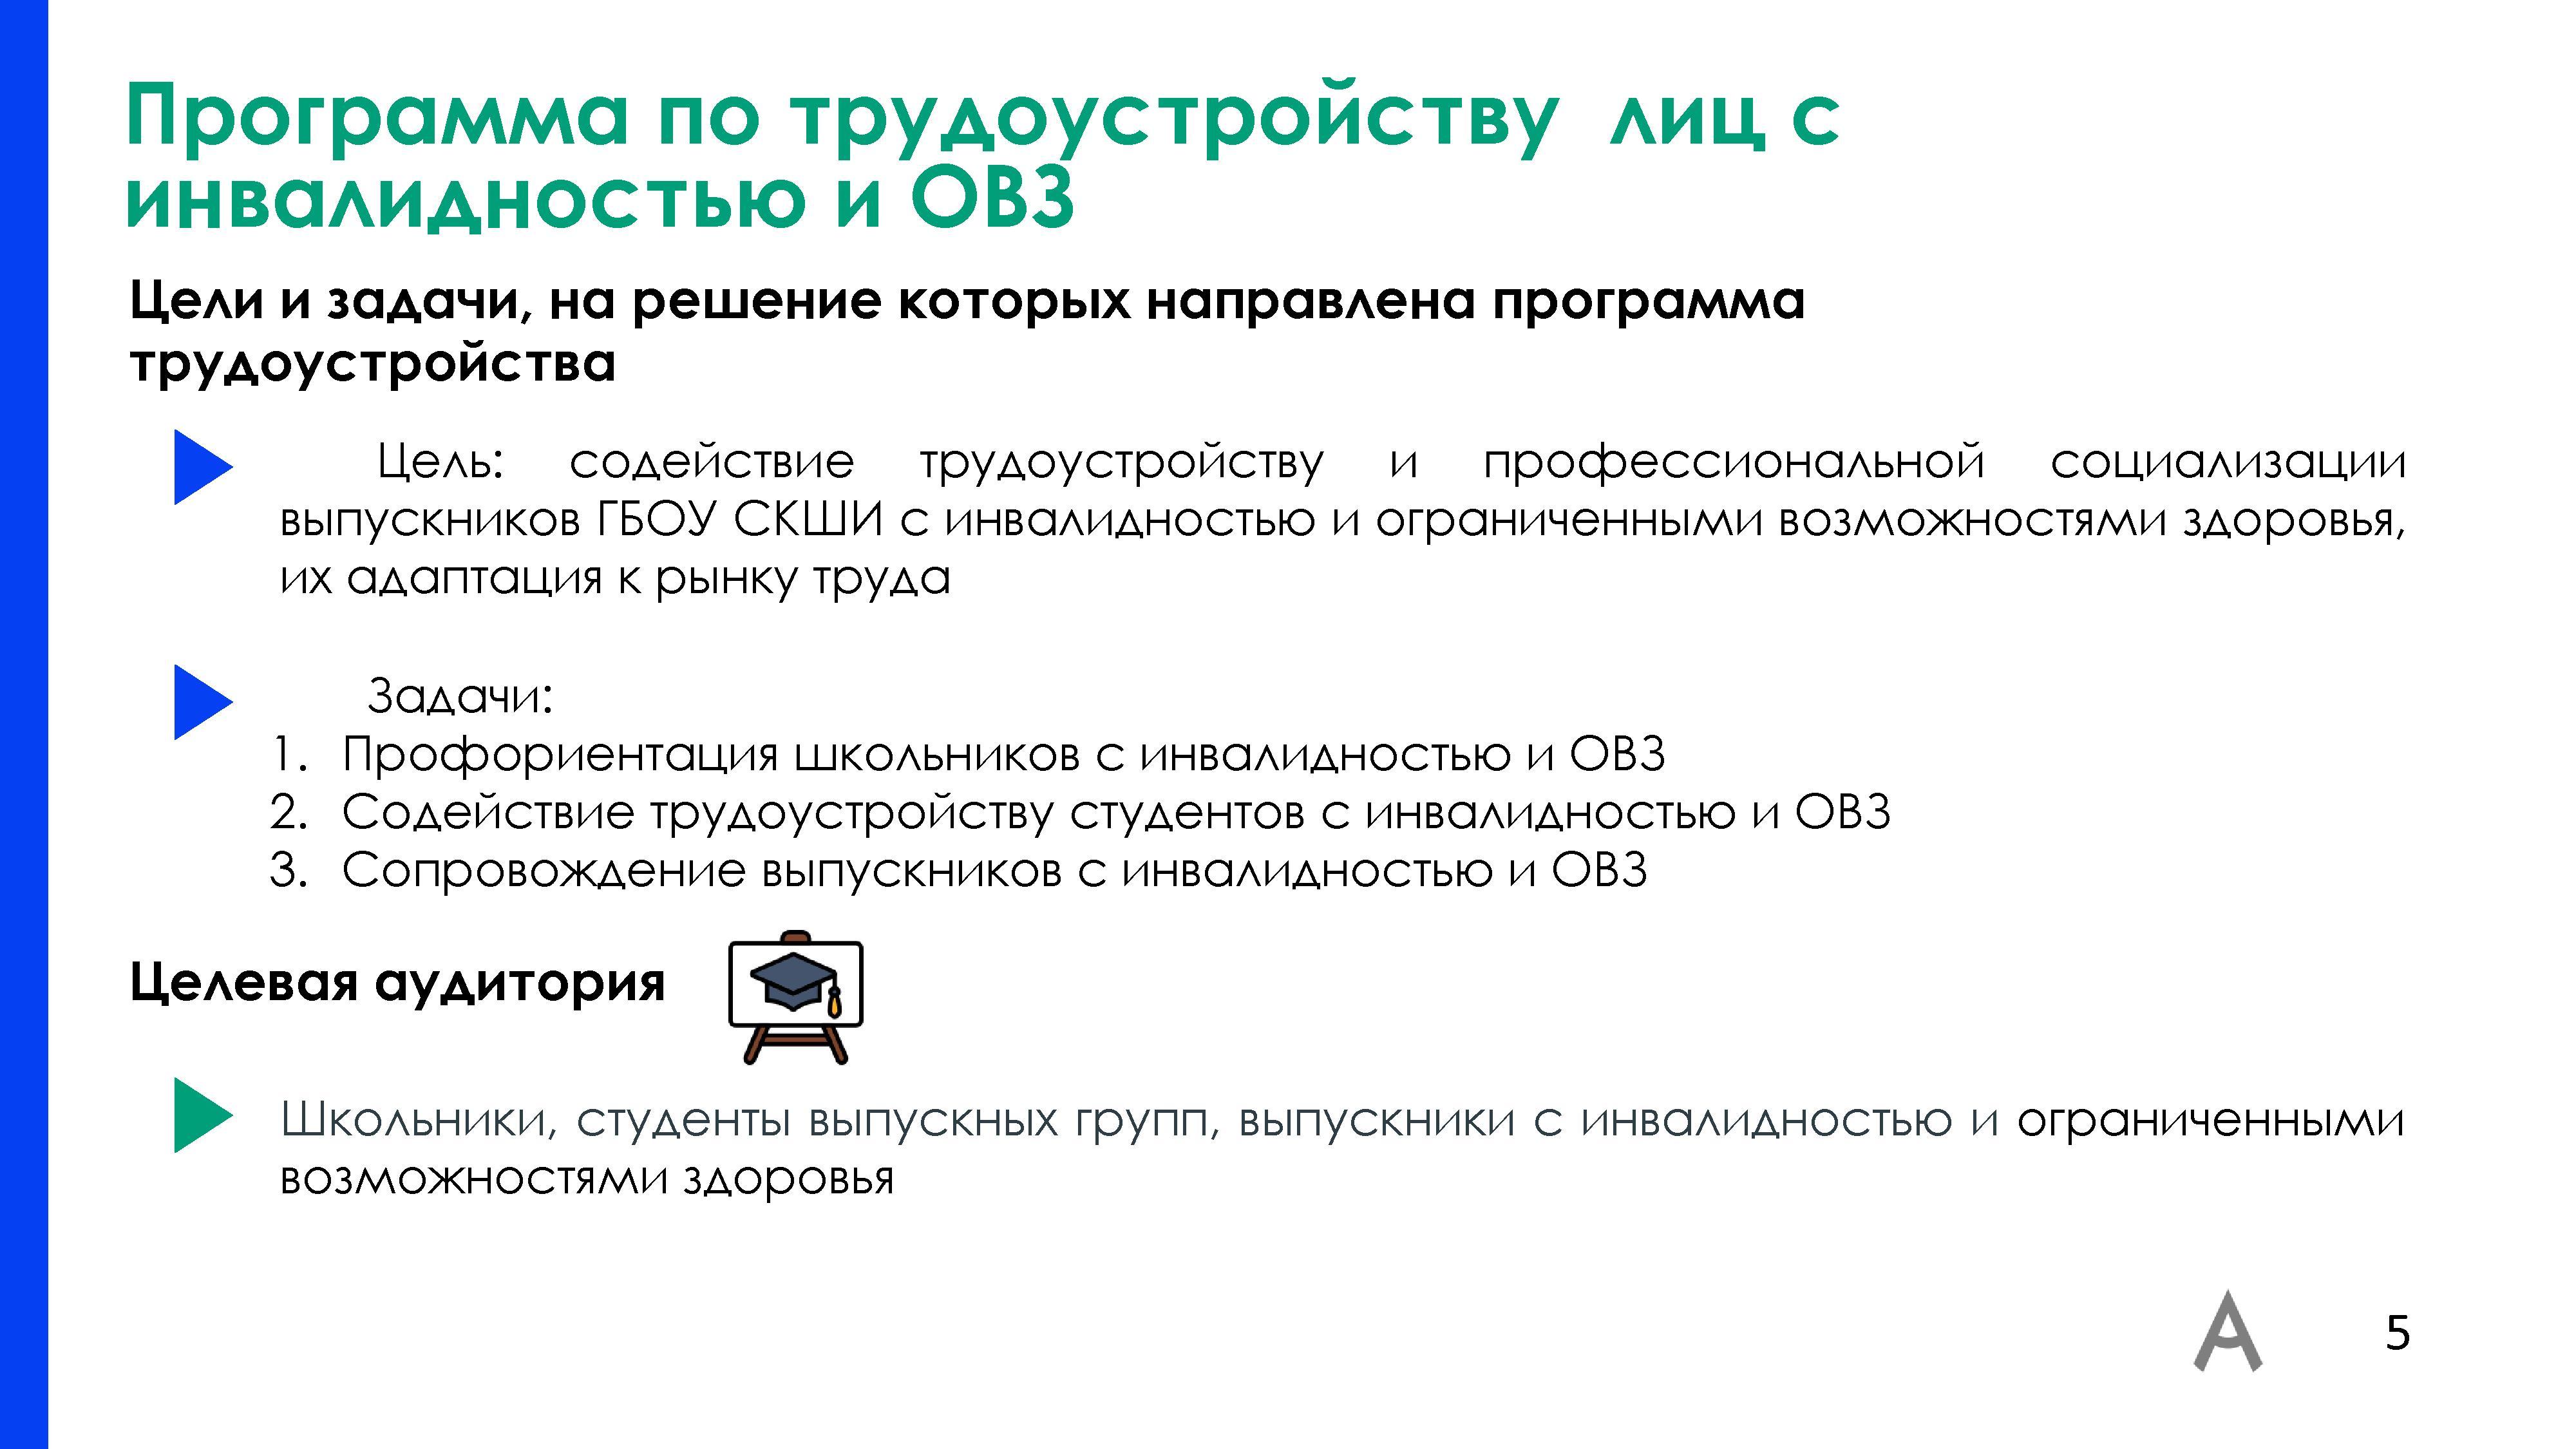 Программа по трудоустройству лиц с
инвалидностью и ОВЗ
Цели и задачи, на решение которых направлена программа
трудоустройства
Цель: содействие трудоустройству и профессиональной социализации
выпускников ГБОУ СКШИ с инвалидностью и ограниченными возможностями здоровья,
их адаптация к рынку труда
Задачи:
1. Профориентация школьников с инвалидностью и ОВЗ
2. Содействие трудоустройству студентов с инвалидностью и ОВЗ
3. Сопровождение выпускников с инвалидностью и ОВЗ
Целевая аудитория
Школьники, студенты выпускных групп, выпускники с инвалидностью и ограниченными
возможностями здоровья
5